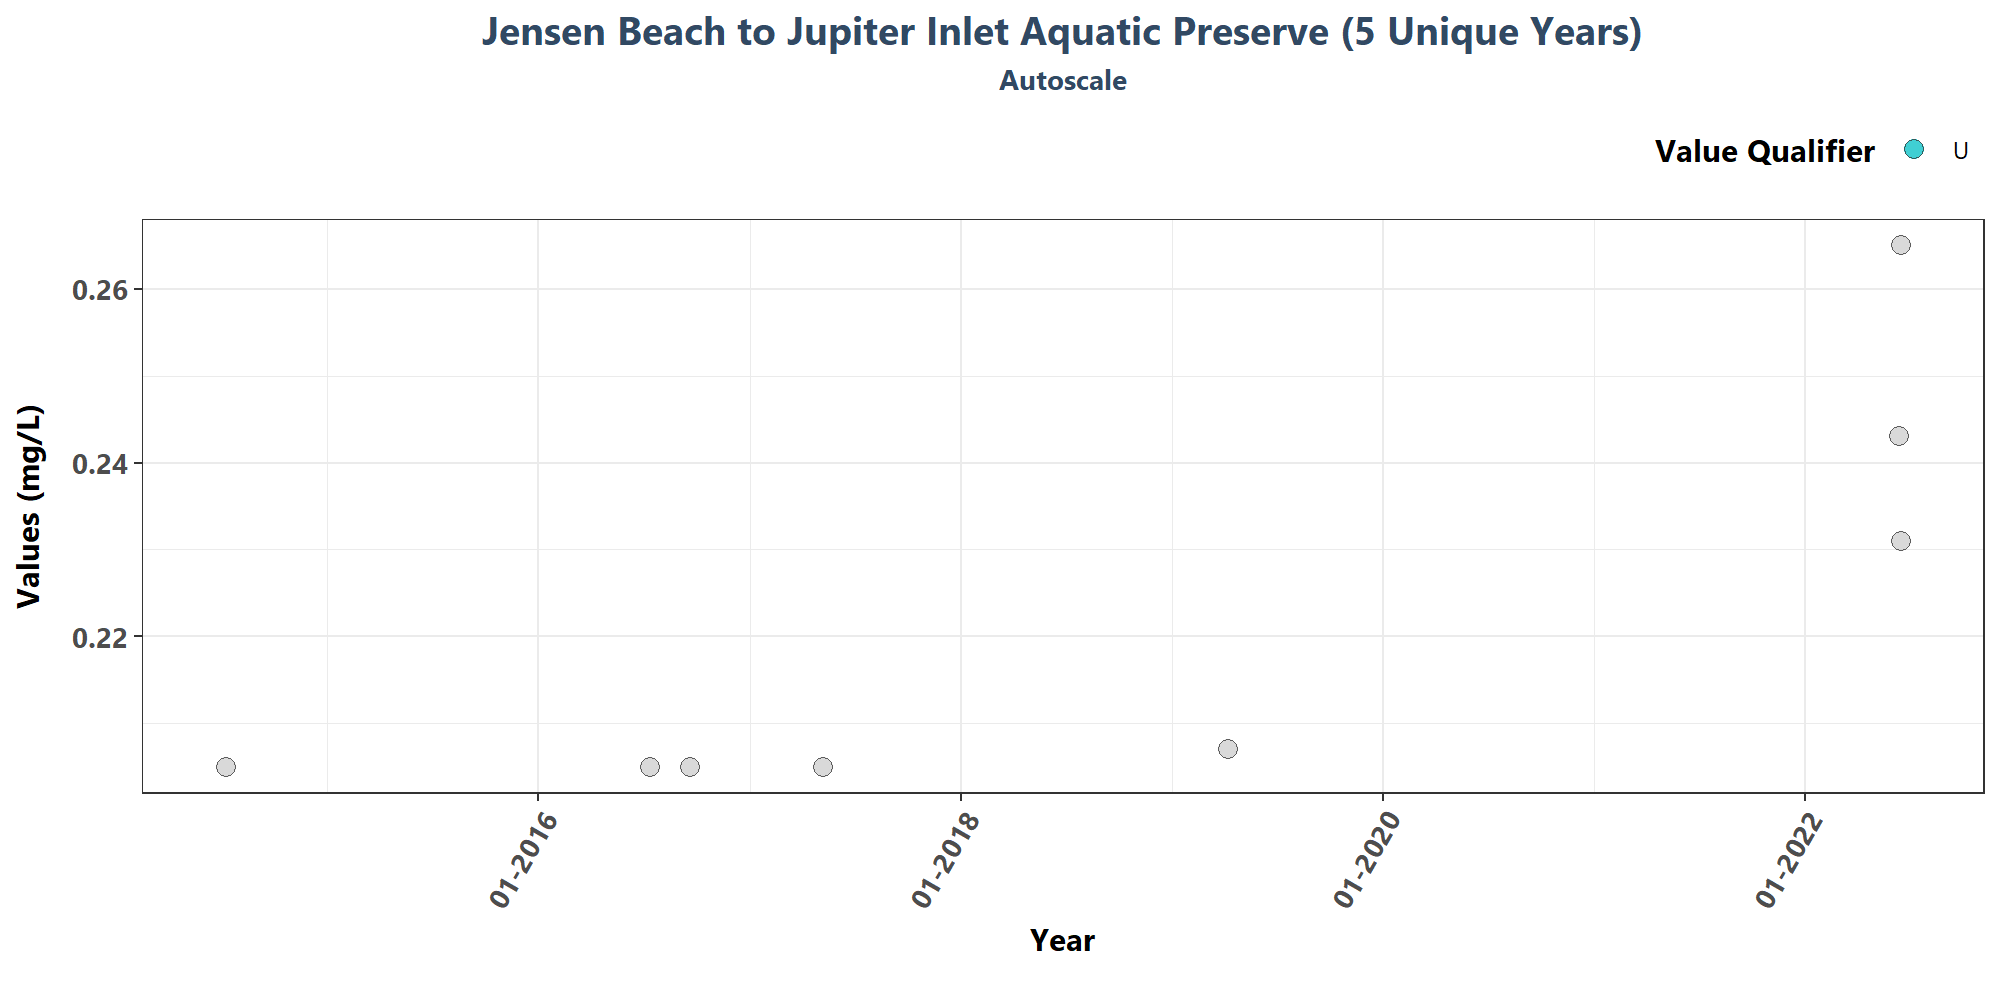 Jensen Beach to Jupiter Inlet Aquatic Preserve (5 Unique Years)
Autoscale
Value Qualifier U
Values (mg/L)
0.26
0.24
0.22
01-2016
01-2018
01-2020
01-2022
Year